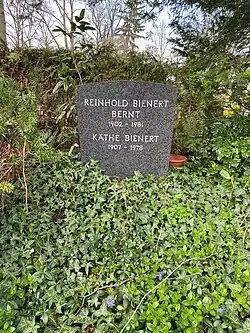 REINHOLD BIENERT
BERNT
1902 - 1981
KÄTHE BIENERT
1907 - 1978